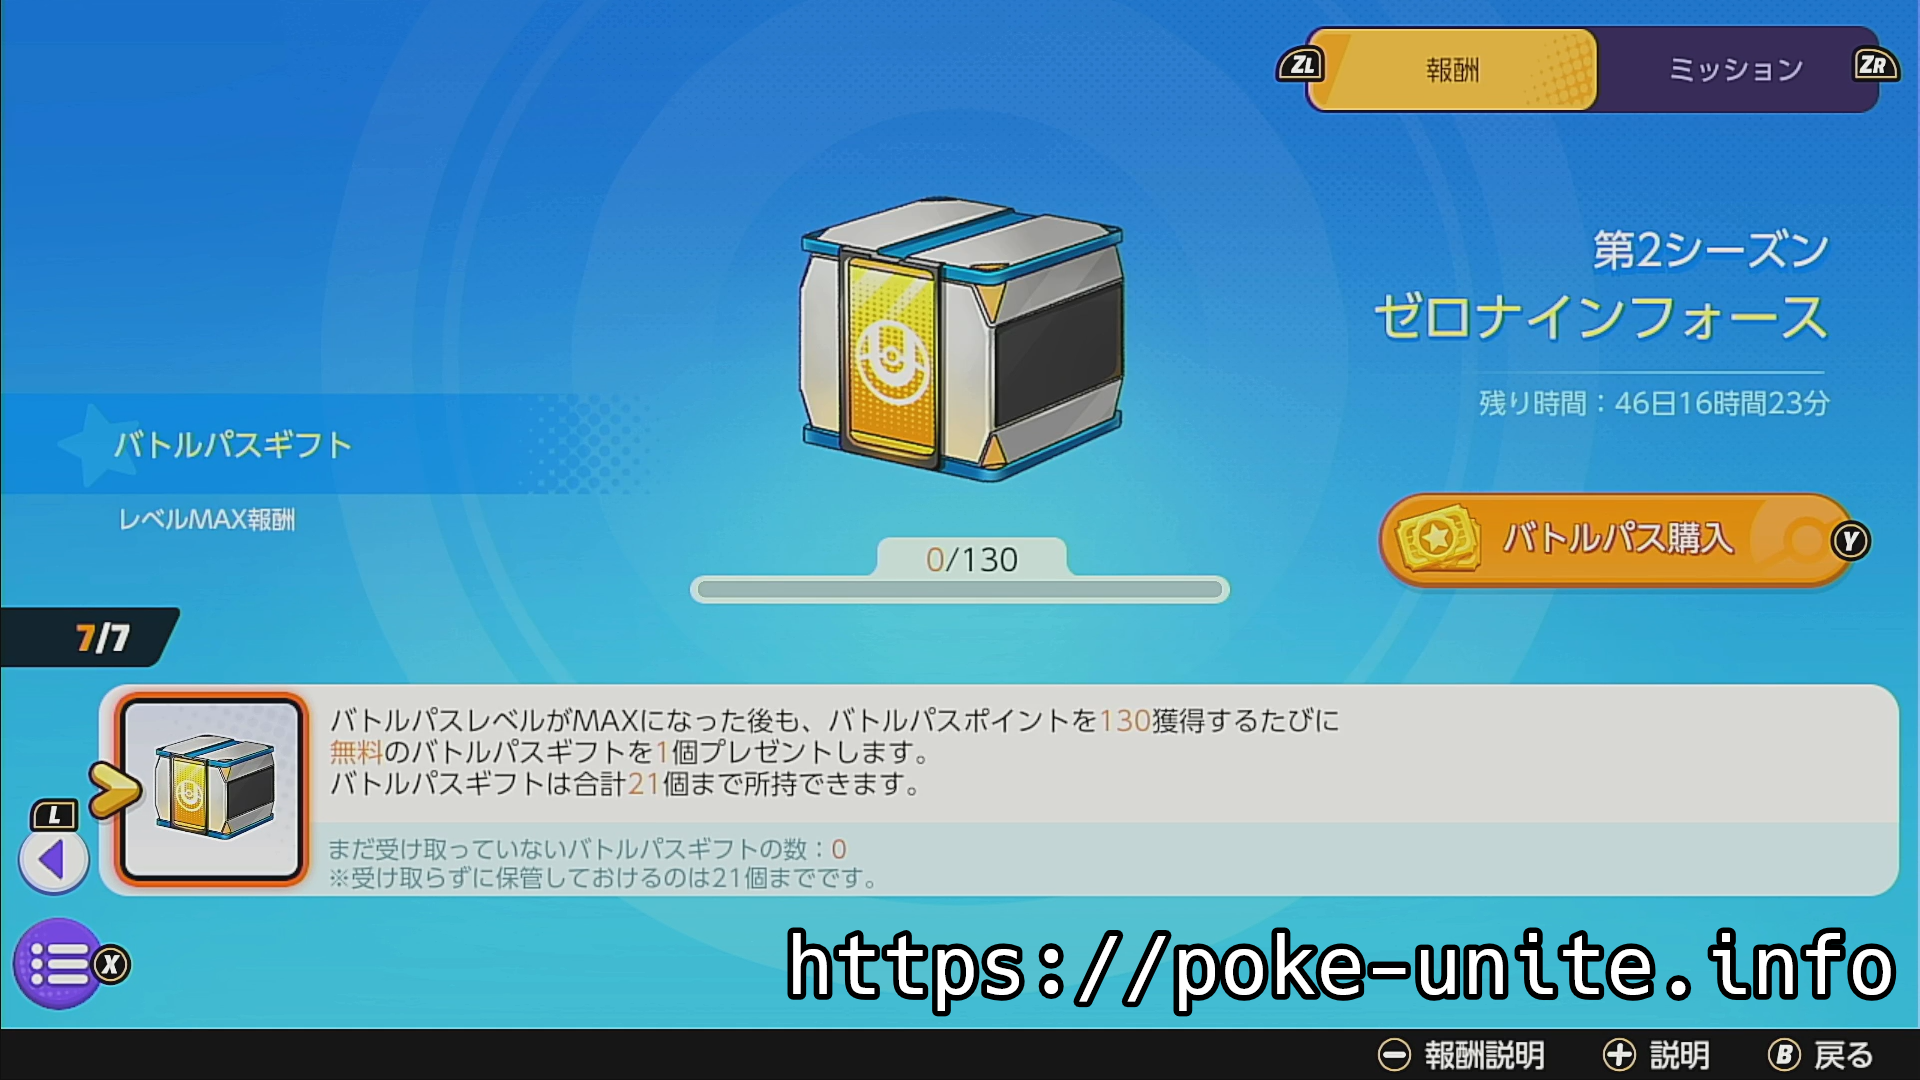 ZL
報酬
ミッション
ZR
第2シーズン
ゼロナインフォース
残り時間：46日16時間23分
バトルパスギフト
レベルMAX報酬
バトルパス購入
Y
0/130
7/7
バトルパスレベルがMAXになった後も、バトルパスポイントを130獲得するたびに
無料のバトルパスギフトを1個プレゼントします。
バトルパスギフトは合計21個まで所持できます。
L
まだ受け取っていないバトルパスギフトの数：0
※受け取らずに保管しておけるのは21個までです。
X
https://poke-unite.info
報酬説明
説明
B 戻る